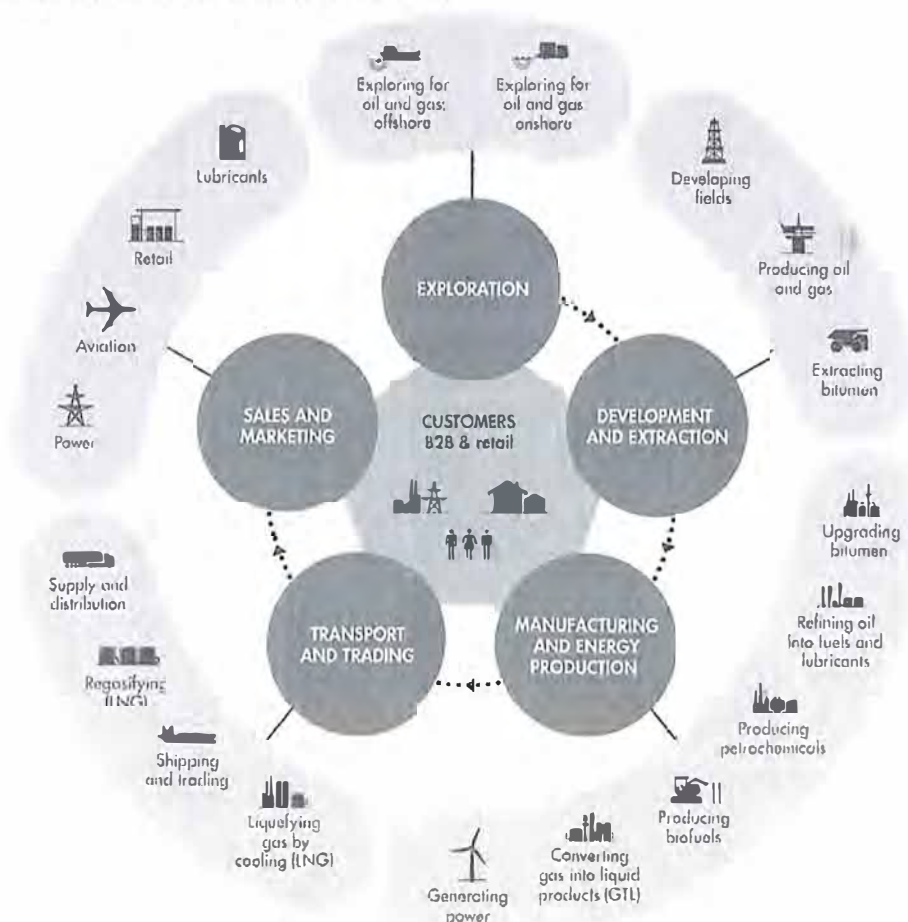 Exploring for
oil and gas:
offshore
Exploring for
oil and gas
onshore
Developing
fields
Producing oil
and gas
Extracting
bitumen
Upgrading
bitumen
Refining oil
into fuels and
lubricants
Producing
petrochemicals
Producing
biofuels
Converting
gas into liquid
products (GTL)
Generating
power
Liquefying
gas by
cooling (LNG)
Shipping
and trading
Regasifying
(LNG)
Supply and
distribution
Power
Aviation
Retail
Lubricants
EXPLORATION
DEVELOPMENT
AND EXTRACTION
MANUFACTURING
AND ENERGY
PRODUCTION
TRANSPORT
AND TRADING
SALES AND
MARKETING
CUSTOMERS
B2B & retail